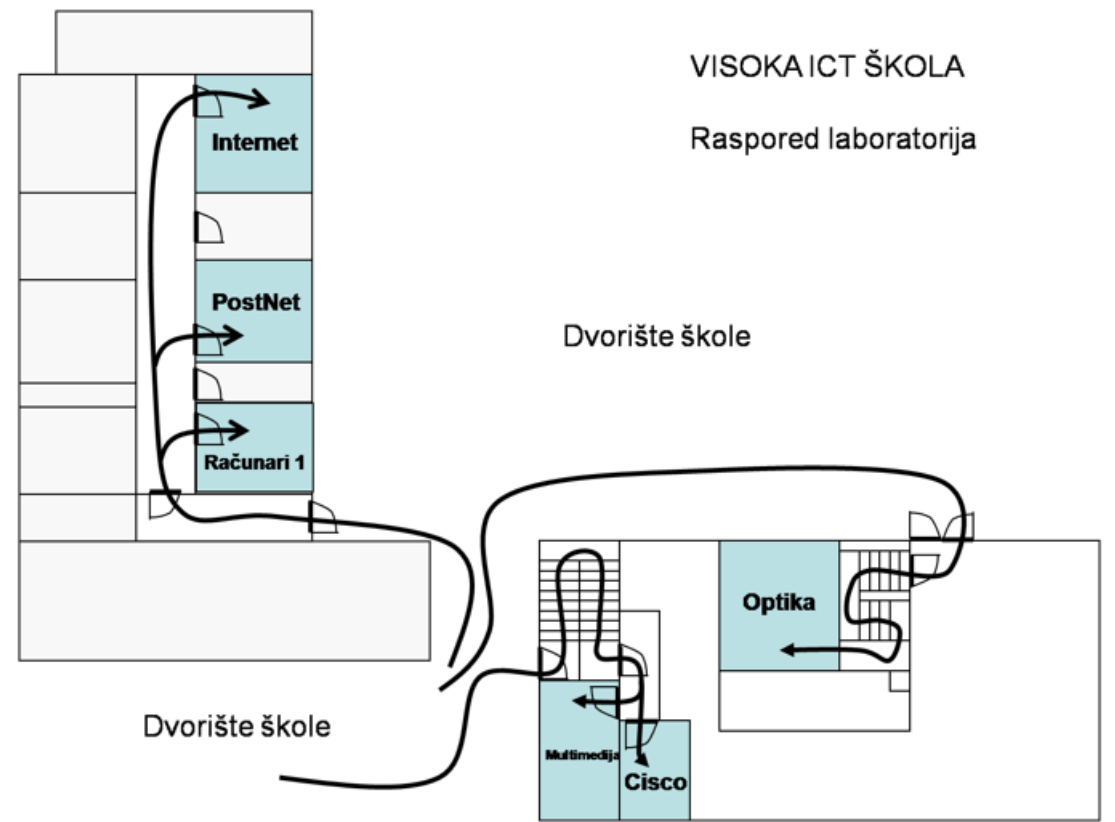 VISOKA ICT ŠKOLA
Raspored laboratorija
Internet
PostNet
Dvorište škole
Računari 1
Optika
Dvorište škole
Multimedija
Cisco